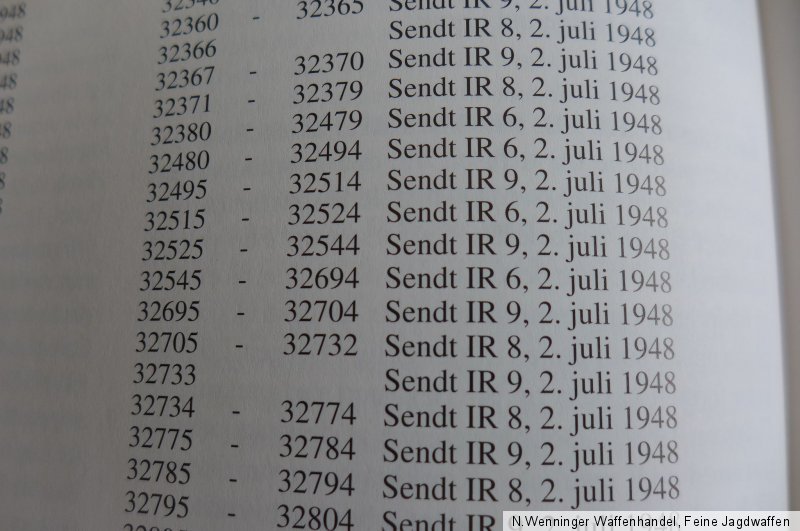 32360 - 32365 Sendt IR 9, 2. juli 1948
32366 Sendt IR 8, 2. juli 1948
32367 - 32370 Sendt IR 9, 2. juli 1948
32371 - 32379 Sendt IR 8, 2. juli 1948
32380 - 32479 Sendt IR 6, 2. juli 1948
32480 - 32494 Sendt IR 6, 2. juli 1948
32495 - 32514 Sendt IR 9, 2. juli 1948
32515 - 32524 Sendt IR 6, 2. juli 1948
32525 - 32544 Sendt IR 9, 2. juli 1948
32545 - 32694 Sendt IR 6, 2. juli 1948
32695 - 32704 Sendt IR 9, 2. juli 1948
32705 - 32732 Sendt IR 8, 2. juli 1948
32733 Sendt IR 9, 2. juli 1948
32734 - 32774 Sendt IR 8, 2. juli 1948
32775 - 32784 Sendt IR 9, 2. juli 1948
32785 - 32794 Sendt IR 8, 2. juli 1948
32795 - 32804 Sendt IR
N.Wenninger Waffenhandel, Feine Jagdwaffen